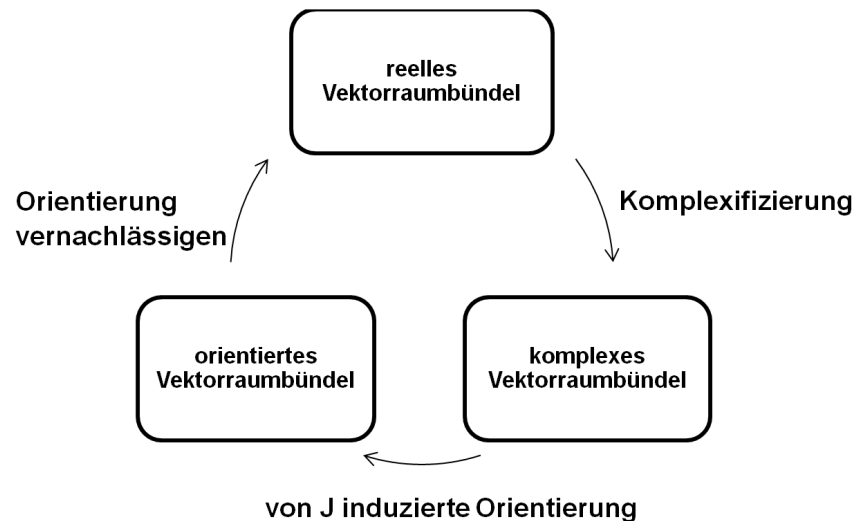 reelles
Vektorraumbündel
Orientierung
vernachlässigen
Komplexifizierung
orientiertes
Vektorraumbündel
komplexes
Vektorraumbündel
von J induzierte Orientierung